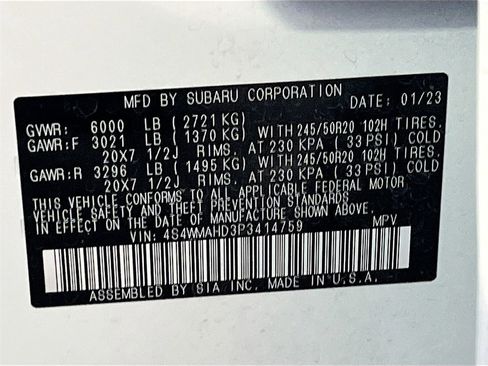 MFD BY SUBARU CORPORATION
DATE: 01/23
GVWR: 6000 LB (2721 KG)
GAWR:F 3021 LB (1370 KG) WITH 245/50R20 102H TIRES.
20X7 1/2J RIMS. AT 230 KPA (33 PSI) COLD
GAWR:R 3296 LB (1495 KG) WITH 245/50R20 102H TIRES.
20X7 1/2J RIMS. AT 230 KPA (33 PSI) COLD
THIS VEHICLE CONFORMS TO ALL APPLICABLE FEDERAL MOTOR
VEHICLE SAFETY AND THEFT PREVENTION STANDARDS
IN EFFECT ON THE DATE OF MANUFACTURE SHOWN ABOVE.
VIN: 4S4WMAHD3P3414759 MPV
ASSEMBLED BY SIA INC. MADE IN U.S.A.